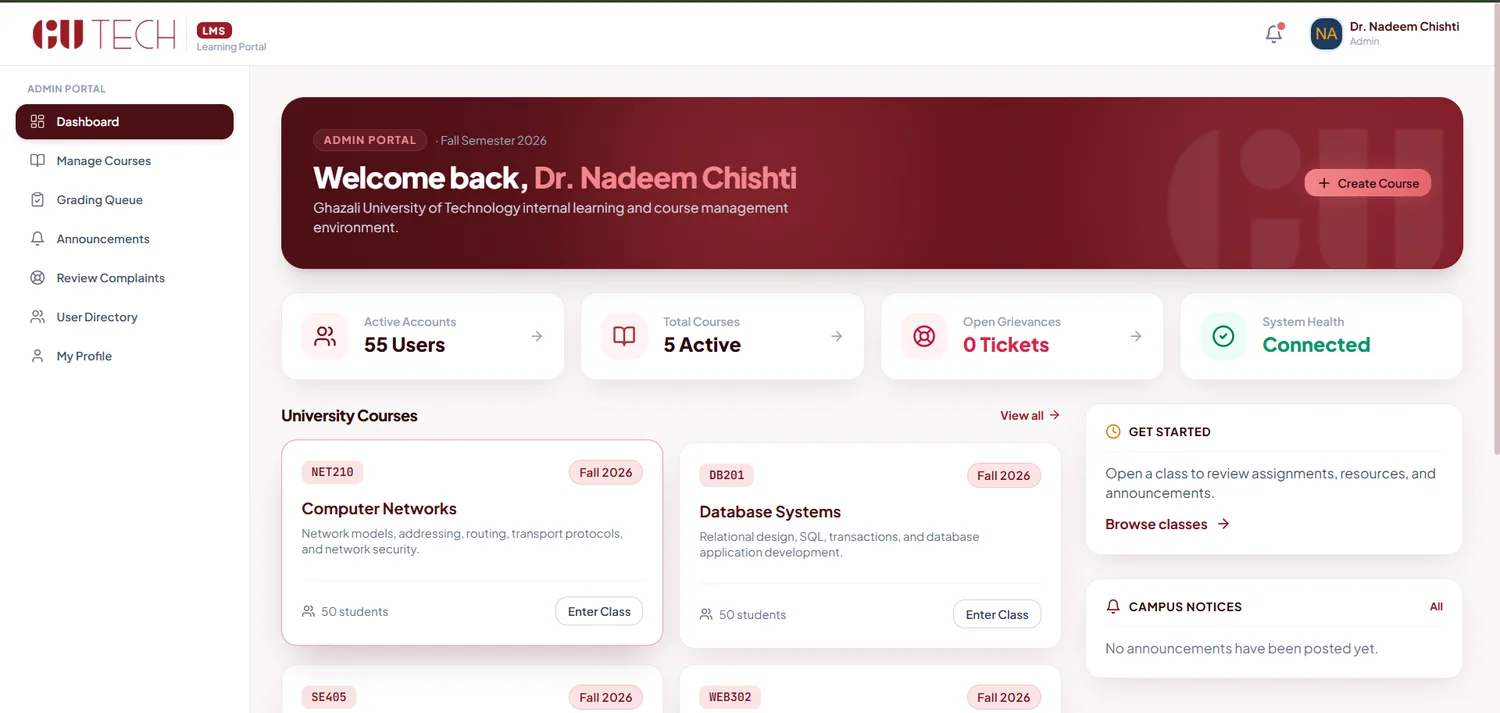 GU TECH
LMS
Learning Portal
NA
Dr. Nadeem Chishti
Admin
ADMIN PORTAL
Dashboard
Manage Courses
Grading Queue
Announcements
Review Complaints
User Directory
My Profile
ADMIN PORTAL · Fall Semester 2026
Welcome back, Dr. Nadeem Chishti
Ghazali University of Technology internal learning and course management
environment.
GU
+ Create Course
Active Accounts
55 Users
Total Courses
5 Active
Open Grievances
0 Tickets
System Health
Connected
University Courses
View all →
NET210
Fall 2026
Computer Networks
Network models, addressing, routing, transport protocols,
and network security.
50 students
Enter Class
DB201
Fall 2026
Database Systems
Relational design, SQL, transactions, and database
application development.
50 students
Enter Class
SE405
Fall 2026
WEB302
Fall 2026
GET STARTED
Open a class to review assignments, resources, and
announcements.
Browse classes →
CAMPUS NOTICES
All
No announcements have been posted yet.